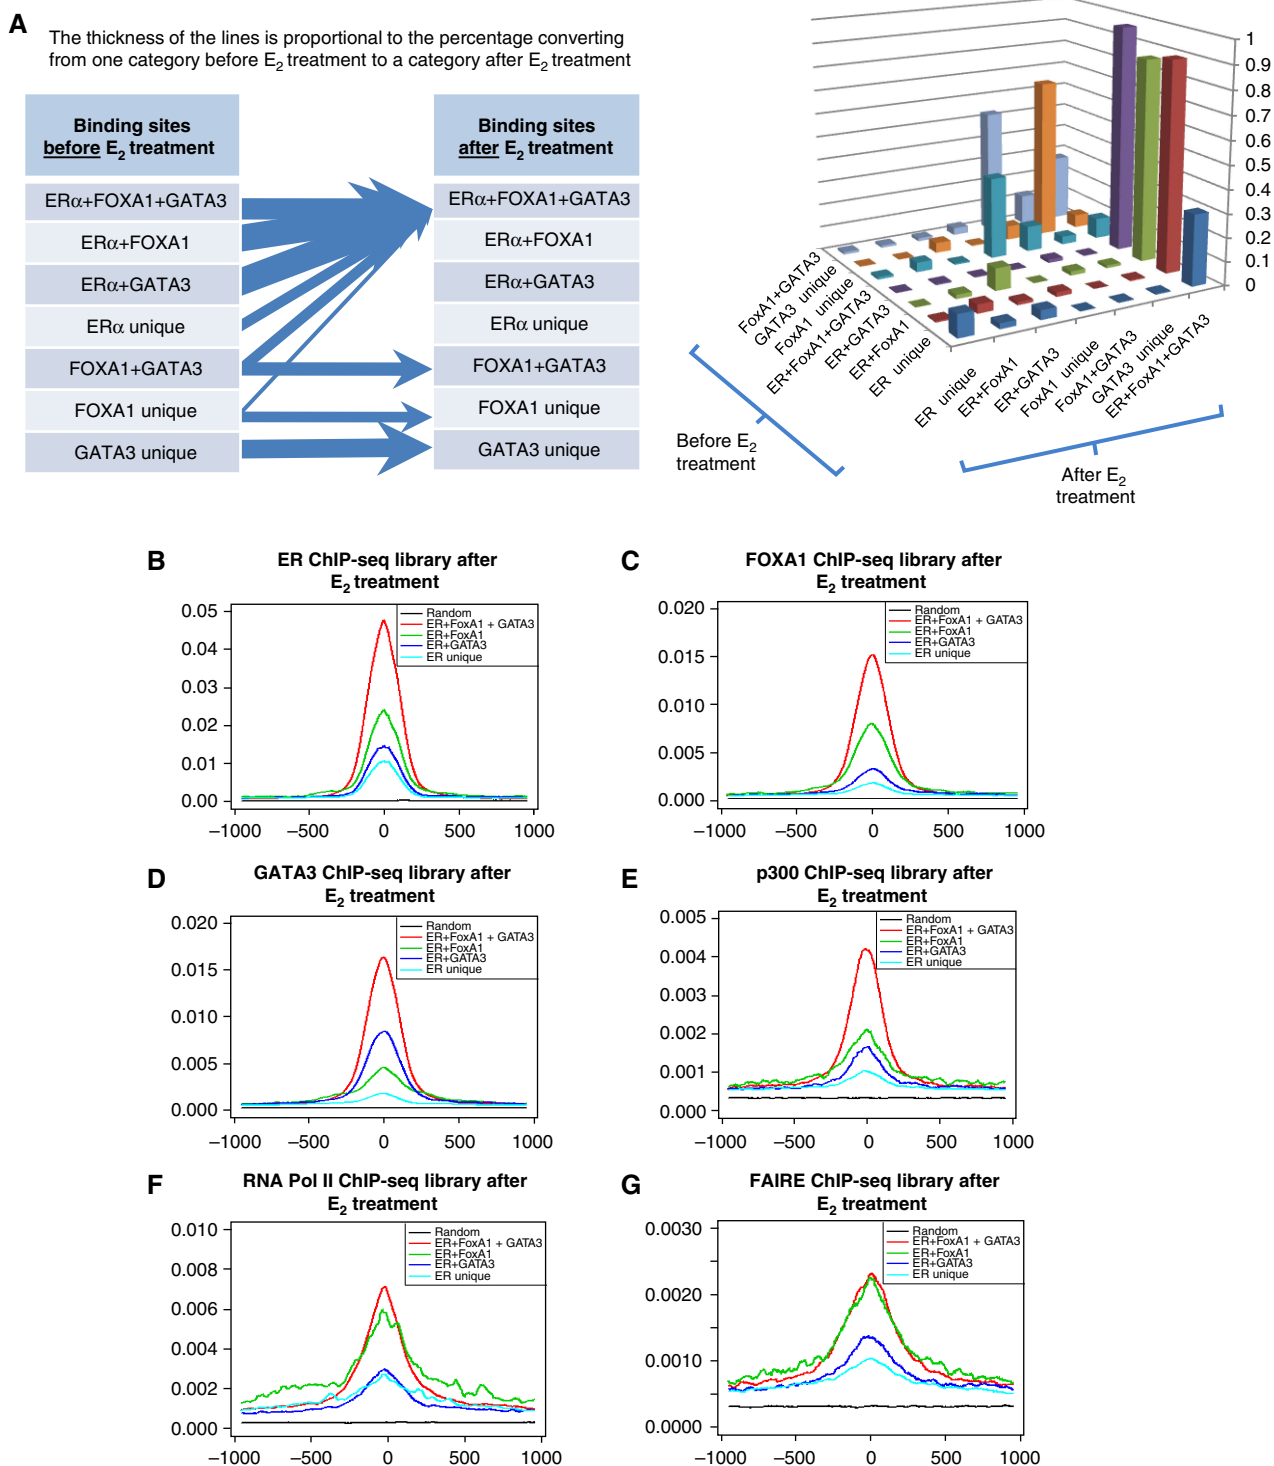 A
The thickness of the lines is proportional to the percentage converting
from one category before E2 treatment to a category after E2 treatment
Binding sites
before E2 treatment
ERα+FOXA1+GATA3
ERα+FOXA1
ERα+GATA3
ERα unique
FOXA1+GATA3
FOXA1 unique
GATA3 unique
Binding sites
after E2 treatment
ERα+FOXA1+GATA3
ERα+FOXA1
ERα+GATA3
ERα unique
FOXA1+GATA3
FOXA1 unique
GATA3 unique
1
0.9
0.8
0.7
0.6
0.5
0.4
0.3
0.2
0.1
0
FoxA1+GATA3
GATA3 unique
FoxA1 unique
ER+FoxA1+GATA3
ER+GATA3
ER+FoxA1
ER unique
ER unique
ER+FoxA1
ER+GATA3
FoxA1 unique
FoxA1+GATA3
GATA3 unique
ER+FoxA1+GATA3
Before E2
treatment
After E2
treatment
B
ER ChIP-seq library after
E2 treatment
0.05
0.04
0.03
0.02
0.01
0.00
Random
ER+FoxA1 + GATA3
ER+FoxA1
ER+GATA3
ER unique
−1000 −500 0 500 1000
C
FOXA1 ChIP-seq library after
E2 treatment
0.020
0.015
0.010
0.005
0.000
Random
ER+FoxA1 + GATA3
ER+FoxA1
ER+GATA3
ER unique
−1000 −500 0 500 1000
D
GATA3 ChIP-seq library after
E2 treatment
0.020
0.015
0.010
0.005
0.000
Random
ER+FoxA1 + GATA3
ER+FoxA1
ER+GATA3
ER unique
−1000 −500 0 500 1000
E
p300 ChIP-seq library after
E2 treatment
0.005
0.004
0.003
0.002
0.001
0.000
Random
ER+FoxA1 + GATA3
ER+FoxA1
ER+GATA3
ER unique
−1000 −500 0 500 1000
F
RNA Pol II ChIP-seq library after
E2 treatment
0.010
0.008
0.006
0.004
0.002
0.000
Random
ER+FoxA1 + GATA3
ER+FoxA1
ER+GATA3
ER unique
−1000 −500 0 500 1000
G
FAIRE ChIP-seq library after
E2 treatment
0.0030
0.0020
0.0010
0.0000
Random
ER+FoxA1 + GATA3
ER+FoxA1
ER+GATA3
ER unique
−1000 −500 0 500 1000